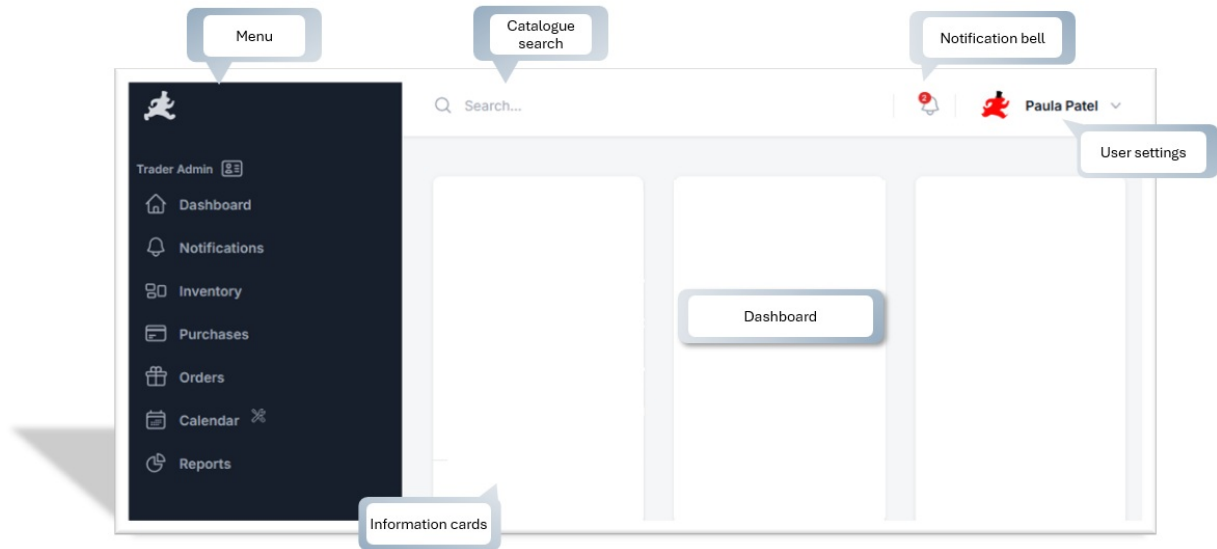 Menu
Catalogue
search
Notification bell
Search...
2
Paula Patel
User settings
Trader Admin
Dashboard
Notifications
Inventory
Purchases
Orders
Calendar
Reports
Dashboard
Information cards